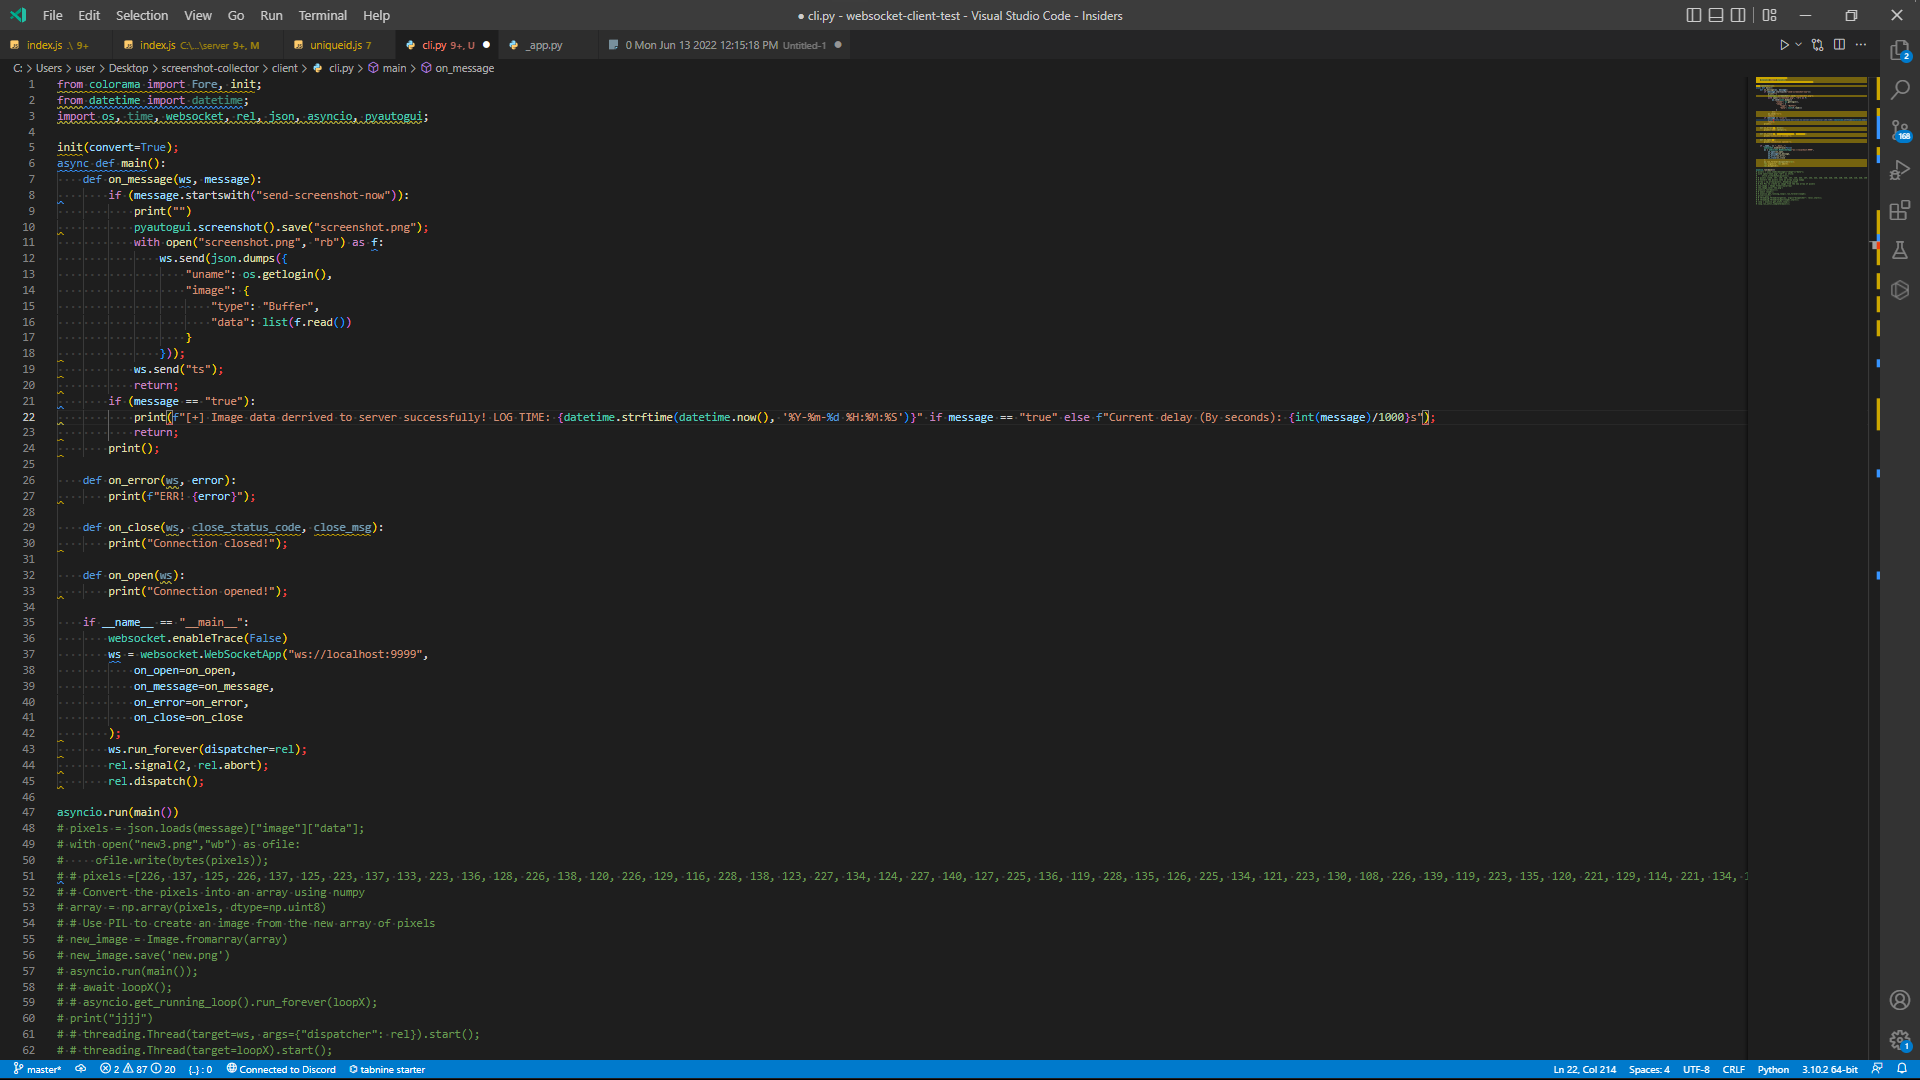 File Edit Selection View Go Run Terminal Help
● cli.py - websocket-client-test - Visual Studio Code - Insiders
index.js .\ 9+
index.js C:\...\server 9+, M
uniqueid.js 7
cli.py 9+, U
_app.py
0 Mon Jun 13 2022 12:15:18 PM Untitled-1
C: > Users > user > Desktop > screenshot-collector > client > cli.py > main > on_message
1 from colorama import Fore, init;
2 from datetime import datetime;
3 import os, time, websocket, rel, json, asyncio, pyautogui;
4
5 init(convert=True);
6 async def main():
7     def on_message(ws, message):
8         if (message.startswith("send-screenshot-now")):
9             print("")
10             pyautogui.screenshot().save("screenshot.png");
11             with open("screenshot.png", "rb") as f:
12                 ws.send(json.dumps({
13                     "uname": os.getlogin(),
14                     "image": {
15                         "type": "Buffer",
16                         "data": list(f.read())
17                     }
18                 }));
19             ws.send("ts");
20             return;
21         if (message == "true"):
22             print(f"[+] Image data derrived to server successfully! LOG TIME: {datetime.strftime(datetime.now(), '%Y-%m-%d %H:%M:%S')}" if message == "true" else f"Current delay (By seconds): {int(message)/1000}s");
23             return;
24         print();
25
26     def on_error(ws, error):
27         print(f"ERR! {error}");
28
29     def on_close(ws, close_status_code, close_msg):
30         print("Connection closed!");
31
32     def on_open(ws):
33         print("Connection opened!");
34
35     if __name__ == "__main__":
36         websocket.enableTrace(False)
37         ws = websocket.WebSocketApp("ws://localhost:9999",
38             on_open=on_open,
39             on_message=on_message,
40             on_error=on_error,
41             on_close=on_close
42         );
43         ws.run_forever(dispatcher=rel);
44         rel.signal(2, rel.abort);
45         rel.dispatch();
46
47 asyncio.run(main())
48 # pixels = json.loads(message)["image"]["data"];
49 # with open("new3.png","wb") as ofile:
50 #     ofile.write(bytes(pixels));
51 # # pixels =[226, 137, 125, 226, 137, 125, 223, 137, 133, 223, 136, 128, 226, 138, 120, 226, 129, 116, 228, 138, 123, 227, 134, 124, 227, 140, 127, 225, 136, 119, 228, 135, 126, 225, 134, 121, 223, 130, 108, 226, 139, 119, 223, 135, 120, 221, 129, 114, 221, 134, 1
52 # # Convert the pixels into an array using numpy
53 # array = np.array(pixels, dtype=np.uint8)
54 # # Use PIL to create an image from the new array of pixels
55 # new_image = Image.fromarray(array)
56 # new_image.save('new.png')
57 # asyncio.run(main());
58 # # await loopX();
59 # # asyncio.get_running_loop().run_forever(loopX);
60 # print("jjjj")
61 # # threading.Thread(target=ws, args={"dispatcher": rel}).start();
62 # # threading.Thread(target=loopX).start();
2
168
1
master* 2 87 20 {..} : 0 Connected to Discord tabnine starter
Ln 22, Col 214 Spaces: 4 UTF-8 CRLF Python 3.10.2 64-bit